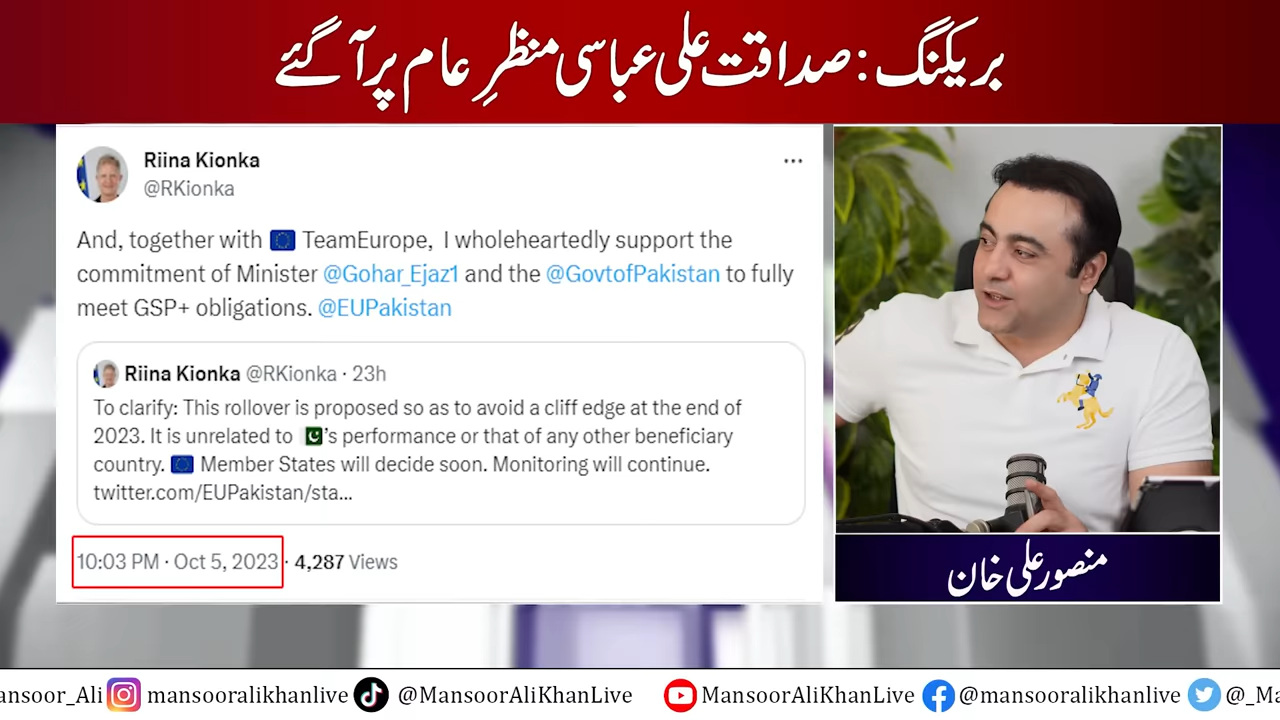 بریکنگ : صداقت علی عباسی منظرِ عام پر آگئے
Riina Kionka
@RKionka
And, together with 🇪🇺 TeamEurope, I wholeheartedly support the
commitment of Minister @Gohar_Ejaz1 and the @GovtofPakistan to fully
meet GSP+ obligations. @EUPakistan
Riina Kionka @RKionka · 23h
To clarify: This rollover is proposed so as to avoid a cliff edge at the end of
2023. It is unrelated to 🇵🇰's performance or that of any other beneficiary
country. 🇪🇺 Member States will decide soon. Monitoring will continue.
twitter.com/EUPakistan/sta...
10:03 PM · Oct 5, 2023 · 4,287 Views
منصور علی خان
ansoor_Ali mansooralikhanlive @MansoorAliKhanLive MansoorAliKhanLive @mansooralikhanlive @_Ma